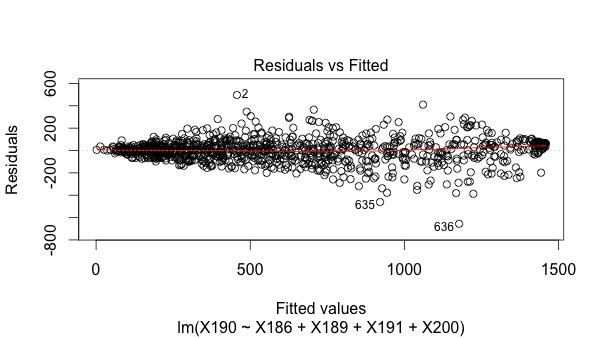 Residuals vs Fitted
Residuals
600
200
-200
-800
2
635
636
0 500 1000 1500
Fitted values
lm(X190 ~ X186 + X189 + X191 + X200)